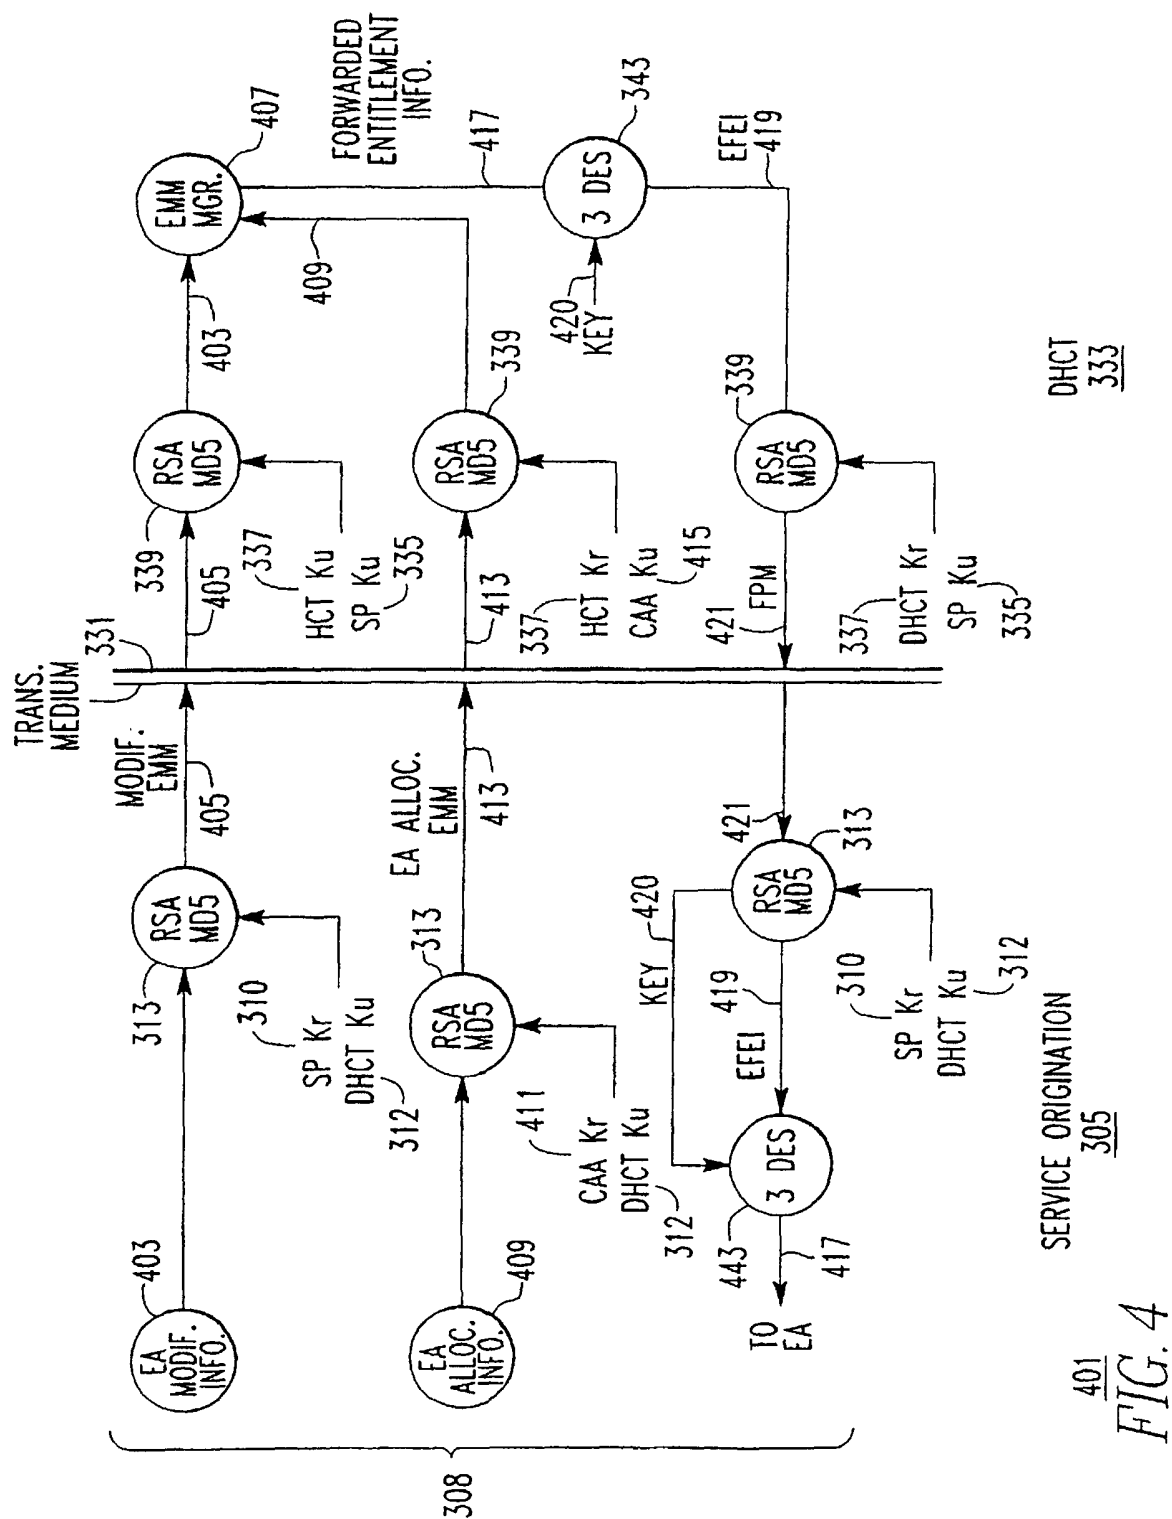 TRANS.
MEDIUM
331
EA
MODIF.
INFO.
403
313
RSA
MD5
MODIF.
EMM
405
405
339
RSA
MD5
403
EMM
MGR.
407
310
SP Kr
DHCT Ku
312
337
HCT Ku
SP Ku
335
409
FORWARDED
ENTITLEMENT
INFO.
308
EA
ALLOC.
INFO.
409
RSA
MD5
313
EA ALLOC.
EMM
413
413
RSA
MD5
339
417
411
CAA Kr
DHCT Ku
312
337
HCT Kr
CAA Ku
415
420
KEY
3 DES
343
KEY
420
TO
EA
417
443
3 DES
EFEI
419
RSA
MD5
313
421
421
FPM
RSA
MD5
339
EFEI
419
310
SP Kr
DHCT Ku
312
337
DHCT Kr
SP Ku
335
SERVICE ORIGINATION
305
DHCT
333
401
FIG. 4